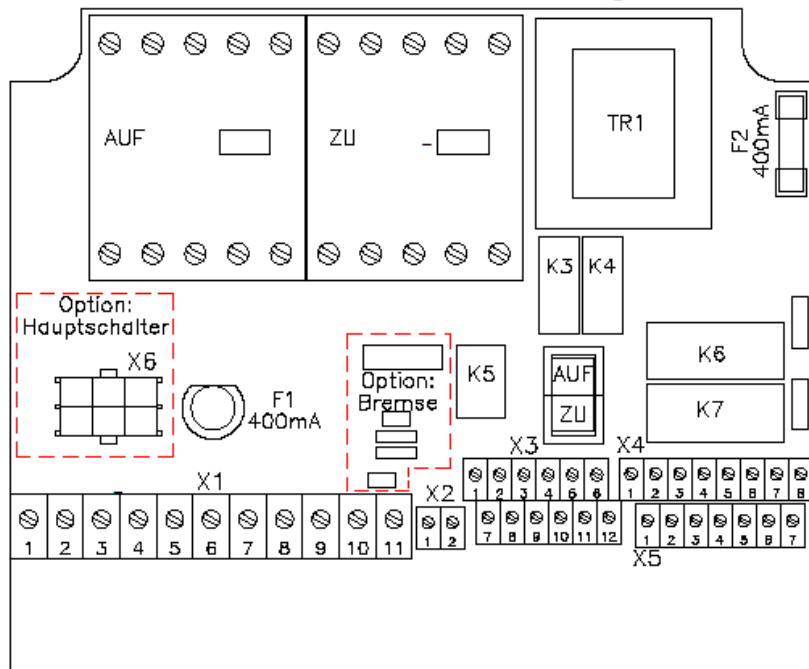 AUF
ZU
TR1
F2
400mA
K3
K4
Option:
Hauptschalter
X6
F1
400mA
Option:
Bremse
K5
AUF
ZU
K6
K7
X1
X2
X3
X4
1 2 3 4 5 6
1 2 3 4 5 6 7 8
1 2 3 4 5 6 7 8 9 10 11
1 2
7 8 9 10 11 12
1 2 3 4 5 6 7
X5